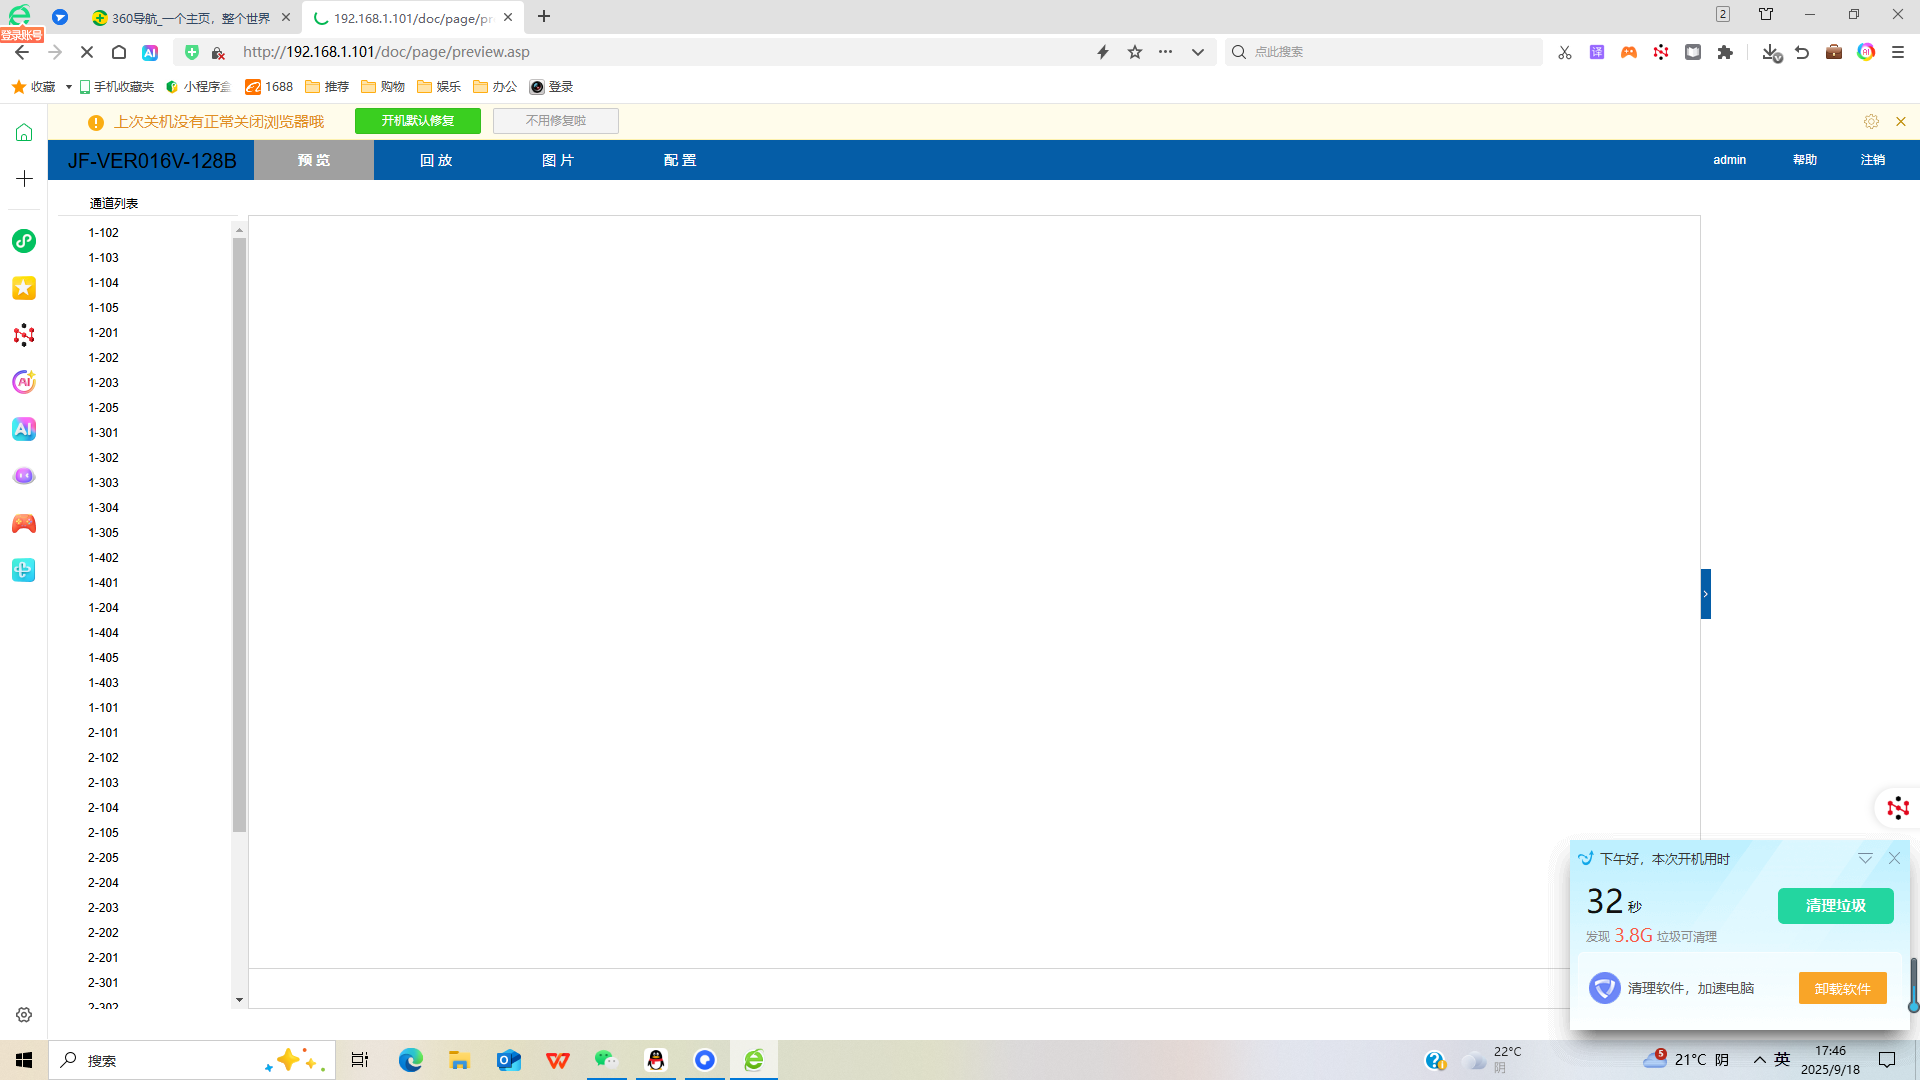 360导航_一个主页，整个世界
192.168.1.101/doc/page/pr
2
登录账号
http://192.168.1.101/doc/page/preview.asp
点此搜索
收藏
手机收藏夹
小程序盒
1688
推荐
购物
娱乐
办公
登录
上次关机没有正常关闭浏览器哦
开机默认修复
不用修复啦
JF-VER016V-128B
预 览
回 放
图 片
配 置
admin
帮助
注销
通道列表
1-102
1-103
1-104
1-105
1-201
1-202
1-203
1-205
1-301
1-302
1-303
1-304
1-305
1-402
1-401
1-204
1-404
1-405
1-403
1-101
2-101
2-102
2-103
2-104
2-105
2-205
2-204
2-203
2-202
2-201
2-301
2-302
下午好，本次开机用时
32 秒
清理垃圾
发现 3.8G 垃圾可清理
清理软件，加速电脑
卸载软件
搜索
22°C
阴
5
21°C 阴
英
17:46
2025/9/18